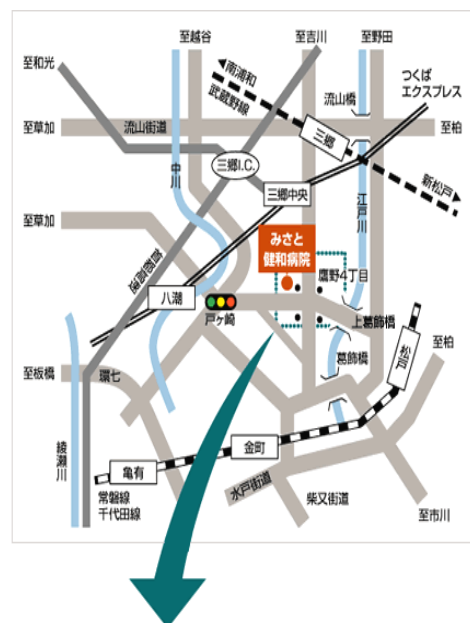 至越谷
至吉川
至野田
至和光
南浦和
武蔵野線
流山橋
つくば
エクスプレス
至草加
流山街道
三郷
至柏
中川
三郷I.C.
三郷中央
新松戸
江戸川
至草加
みさと
健和病院
首都高速
鷹野4丁目
八潮
戸ヶ崎
上葛飾橋
葛飾橋
松戸
至柏
至板橋
環七
綾瀬川
金町
亀有
水戸街道
常磐線
千代田線
柴又街道
至市川